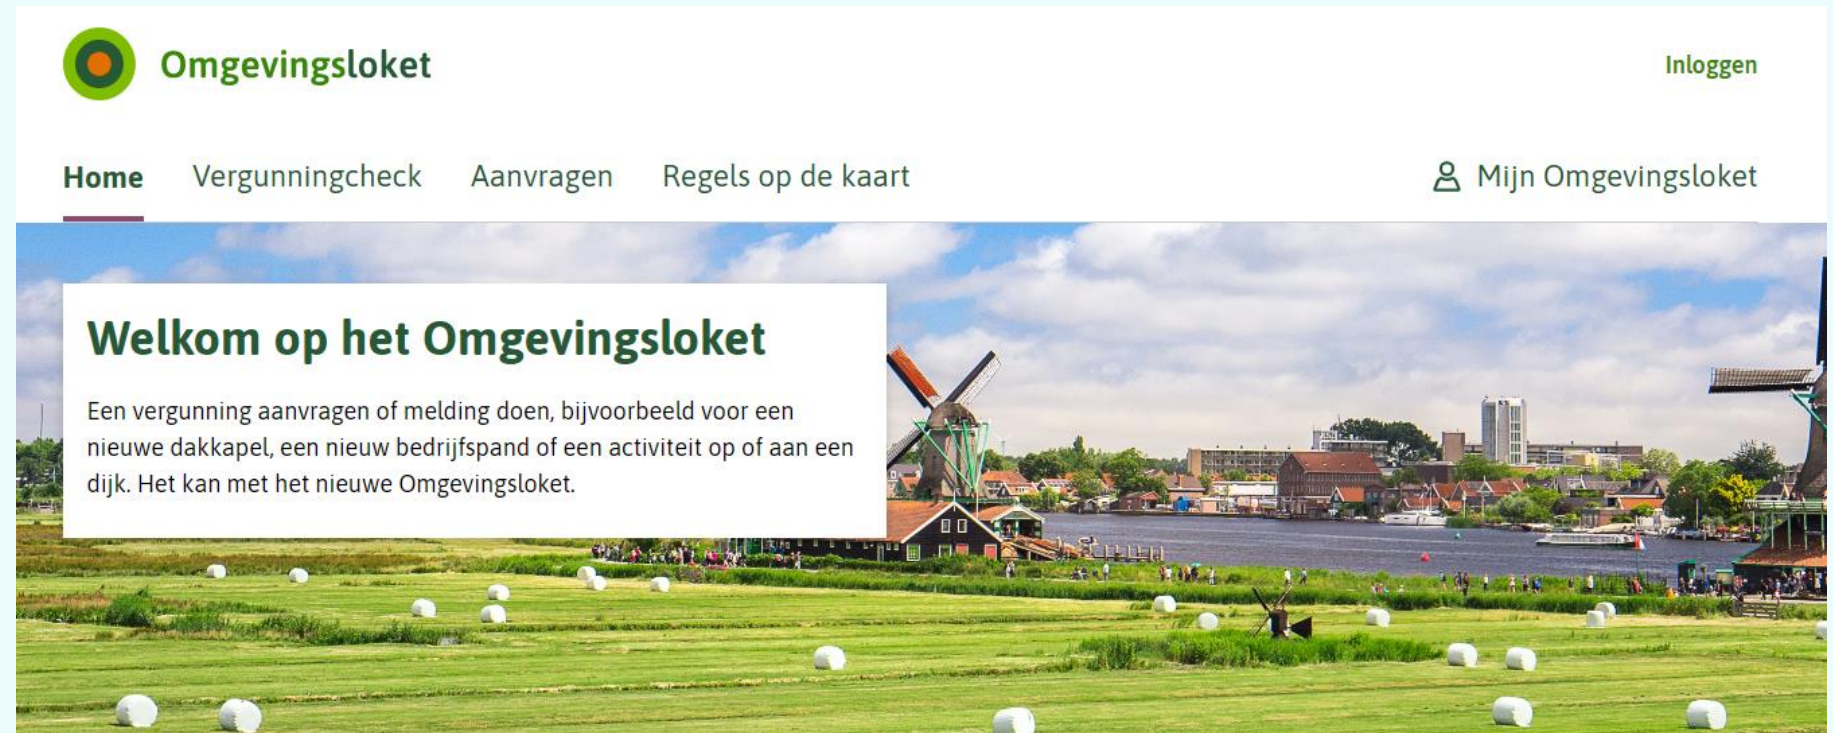 Omgevingsloket
Inloggen
Home Vergunningcheck Aanvragen Regels op de kaart Mijn Omgevingsloket
Welkom op het Omgevingsloket
Een vergunning aanvragen of melding doen, bijvoorbeeld voor een
nieuwe dakkapel, een nieuw bedrijfspand of een activiteit op of aan een
dijk. Het kan met het nieuwe Omgevingsloket.